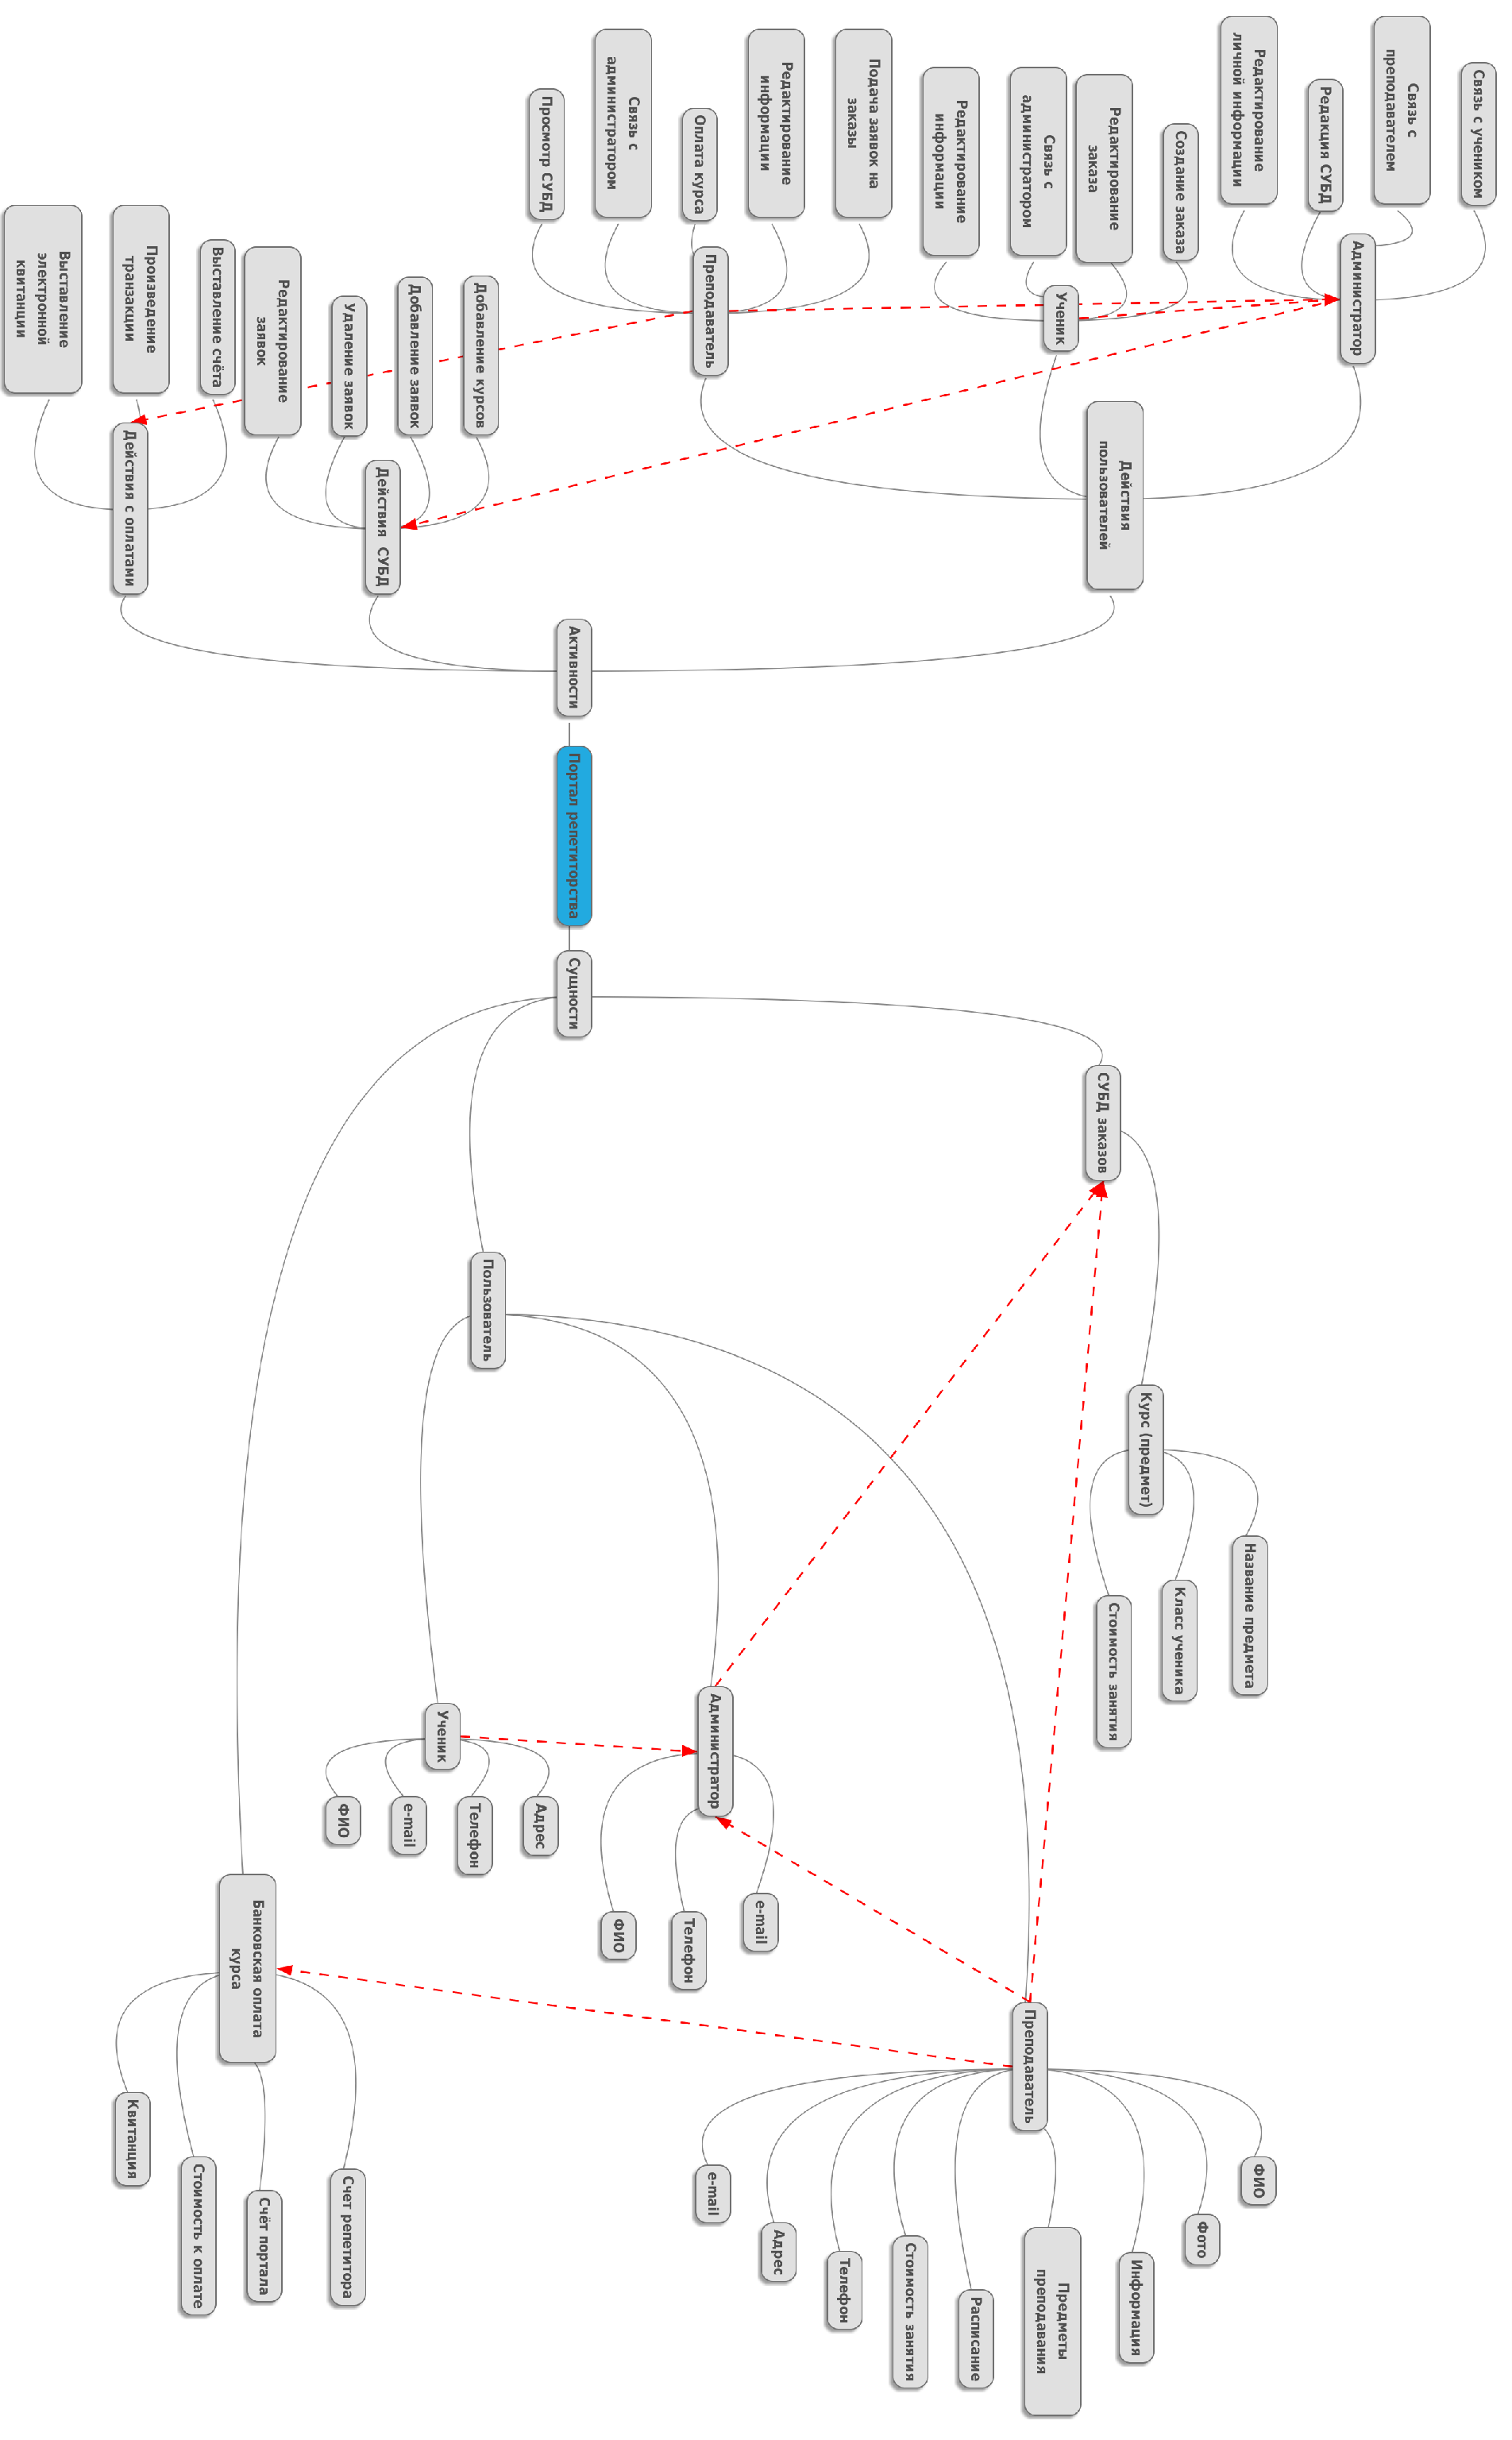 Связь с учеником
Связь с
преподавателем
Редакция СУБД
Редактирование
личной информации
Администратор
Создание заказа
Редактирование
заказа
Связь с
администратором
Редактирование
информации
Ученик
Подача заявок на
заказы
Редактирование
информации
Оплата курса
Связь с
администратором
Просмотр СУБД
Преподаватель
Действия
пользователей
Добавление курсов
Добавление заявок
Удаление заявок
Редактирование
заявок
Действия СУБД
Выставление счёта
Произведение
транзакции
Выставление
электронной
квитанции
Действия с оплатами
Активности
Портал репетиторства
Сущности
СУБД заказов
Курс (предмет)
Название предмета
Класс ученика
Стоимость занятия
Пользователь
Преподаватель
ФИО
Фото
Информация
Предметы
преподавания
Расписание
Стоимость занятия
Телефон
Адрес
e-mail
Администратор
e-mail
Телефон
ФИО
Ученик
Адрес
Телефон
e-mail
ФИО
Банковская оплата
курса
Счет репетитора
Счёт портала
Стоимость к оплате
Квитанция